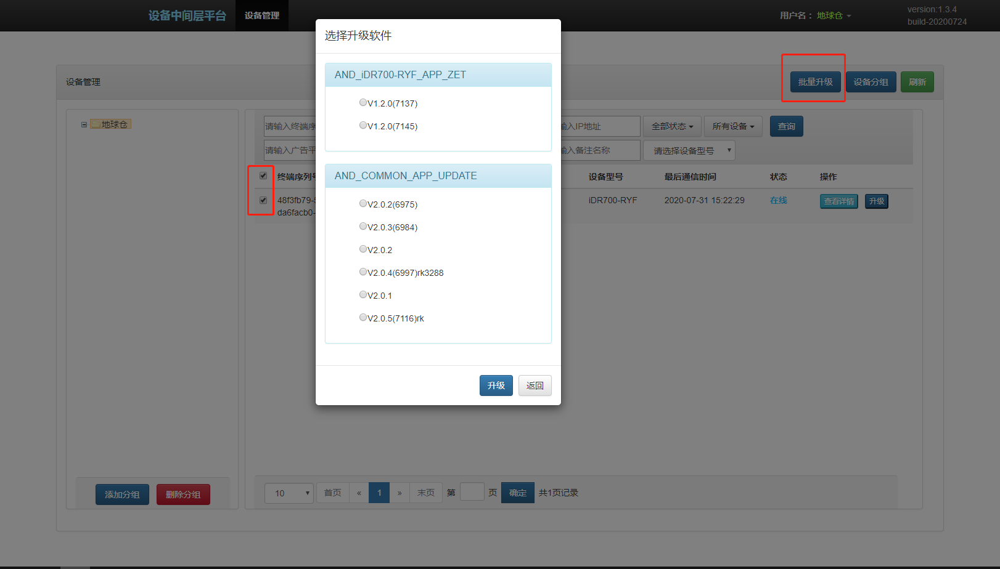 设备中间层平台
设备管理
用户名： 地球仓
version:1.3.4
build-20200724
选择升级软件
AND_iDR700-RYF_APP_ZET
V1.2.0(7137)
V1.2.0(7145)
AND_COMMON_APP_UPDATE
V2.0.2(6975)
V2.0.3(6984)
V2.0.2
V2.0.4(6997)rk3288
V2.0.1
V2.0.5(7116)rk
升级
返回
设备管理
批量升级
设备分组
刷新
地球仓
请输入终端序
输入IP地址
全部状态
所有设备
查询
请输入广告平
输入备注名称
请选择设备型号
终端序列号
设备型号
最后通信时间
状态
操作
48f3fb79-5
da6facb0-
iDR700-RYF
2020-07-31 15:22:29
在线
查看详情
升级
添加分组
删除分组
10
首页
«
1
»
末页
第
页
确定
共1页记录